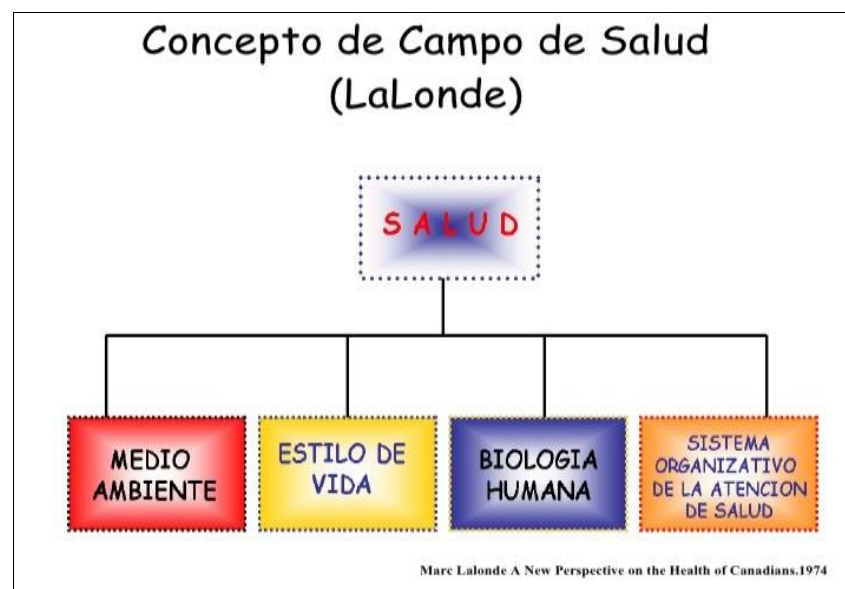 Concepto de Campo de Salud
(LaLonde)
S A L U D
MEDIO
AMBIENTE
ESTILO DE
VIDA
BIOLOGIA
HUMANA
SISTEMA
ORGANIZATIVO
DE LA ATENCION
DE SALUD
Marc Lalonde A New Perspective on the Health of Canadians.1974